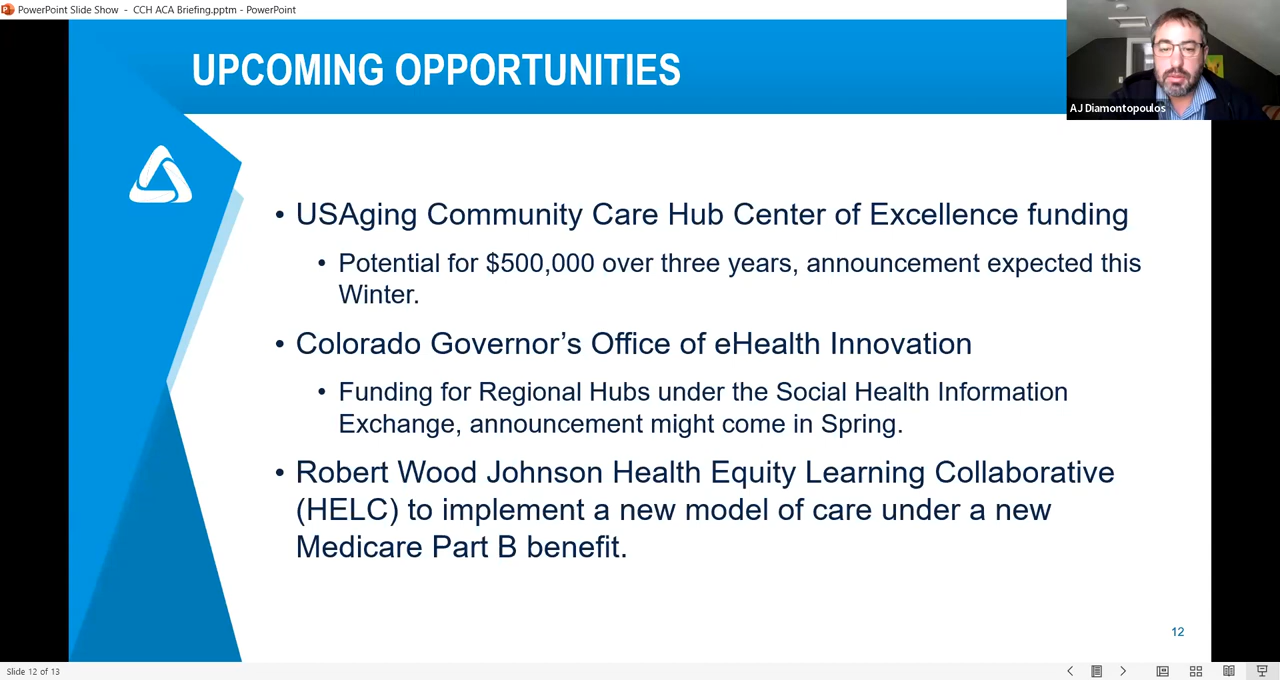 PowerPoint Slide Show - CCH ACA Briefing.pptm - PowerPoint
UPCOMING OPPORTUNITIES
AJ Diamontopoulos
• USAging Community Care Hub Center of Excellence funding
• Potential for $500,000 over three years, announcement expected this
Winter.
• Colorado Governor’s Office of eHealth Innovation
• Funding for Regional Hubs under the Social Health Information
Exchange, announcement might come in Spring.
• Robert Wood Johnson Health Equity Learning Collaborative
(HELC) to implement a new model of care under a new
Medicare Part B benefit.
12
Slide 12 of 13